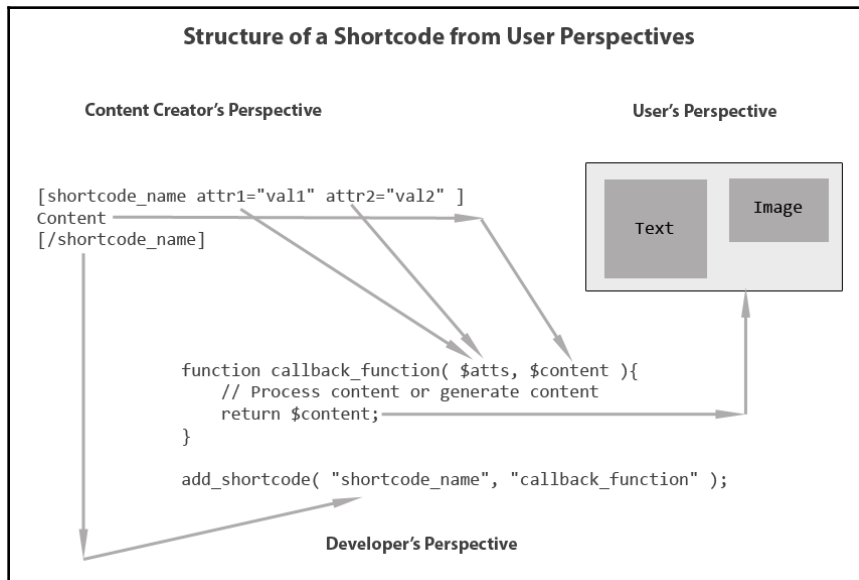 Structure of a Shortcode from User Perspectives
Content Creator's Perspective
User's Perspective
[shortcode_name attr1="val1" attr2="val2" ]
Content
[/shortcode_name]
Text
Image
function callback_function( $atts, $content ){
// Process content or generate content
return $content;
}
add_shortcode( "shortcode_name", "callback_function" );
Developer's Perspective